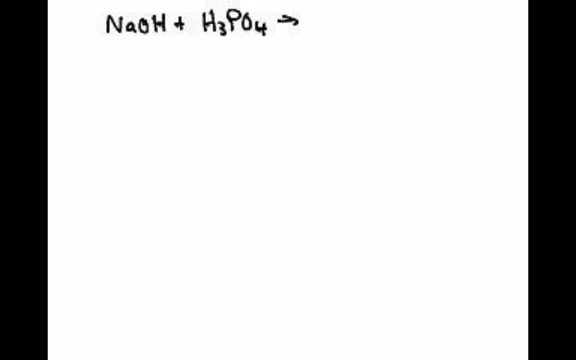 NaOH + H₃PO₄ →